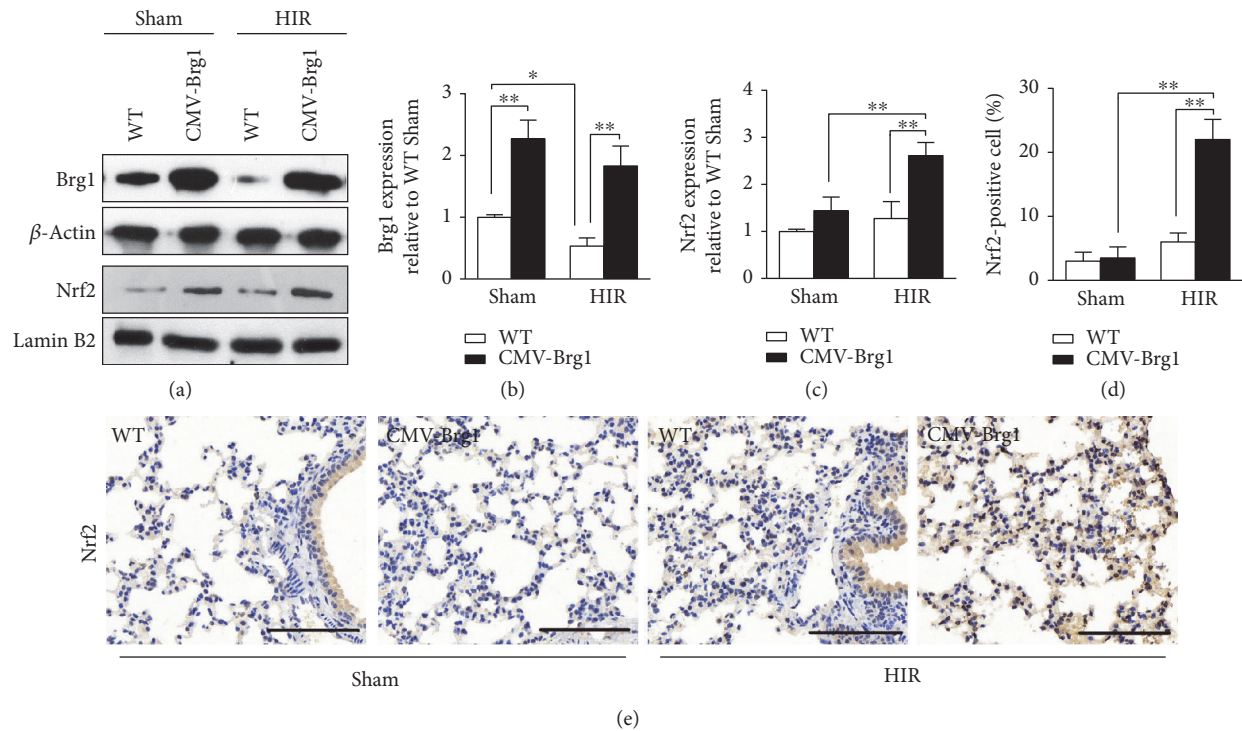 Sham HIR
WT CMV-Brg1 WT CMV-Brg1
Brg1
β-Actin
Nrf2
Lamin B2
(a)
Brg1 expression
relative to WT Sham
3
2
1
0
*
**
**
Sham HIR
WT
CMV-Brg1
(b)
Nrf2 expression
relative to WT Sham
4
3
2
1
0
**
**
Sham HIR
WT
CMV-Brg1
(c)
Nrf2-positive cell (%)
30
20
10
0
**
**
Sham HIR
WT
CMV-Brg1
(d)
Nrf2
WT CMV-Brg1 WT CMV-Brg1
Sham HIR
(e)